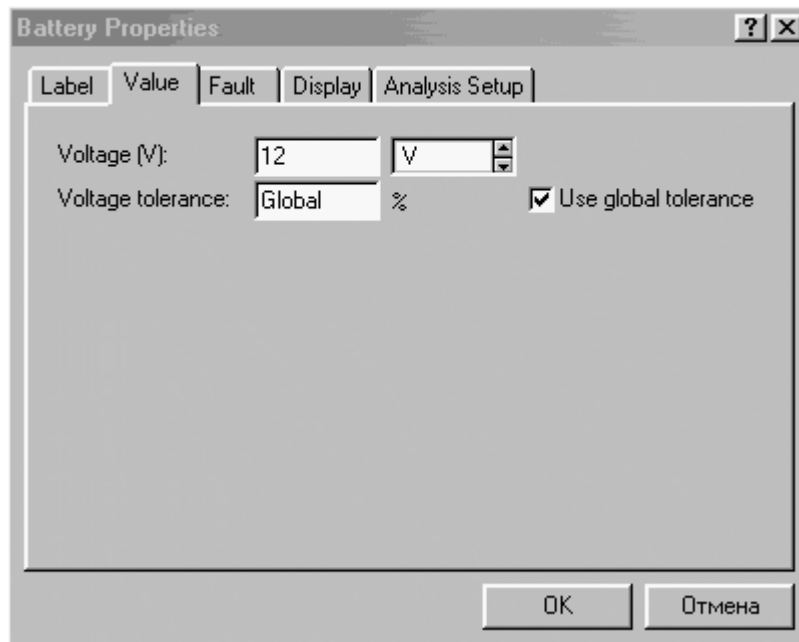 Battery Properties
Label Value Fault Display Analysis Setup
Voltage (V): 12 V
Voltage tolerance: Global % Use global tolerance
OK Отмена